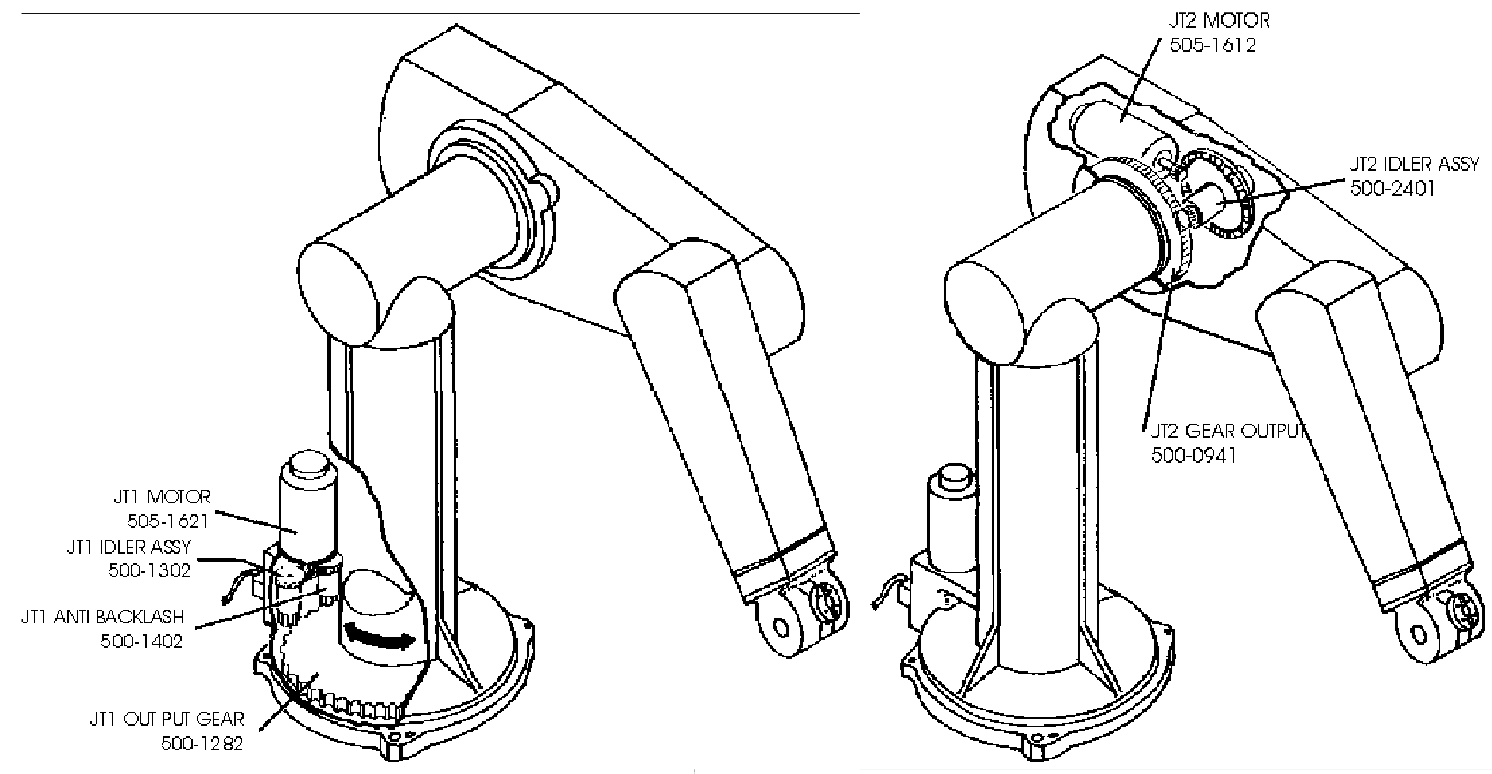 JT2 MOTOR
505-1612
JT2 IDLER ASSY
500-2401
JT2 GEAR OUTPUT
500-0941
JT1 MOTOR
505-1621
JT1 IDLER ASSY
500-1302
JT1 ANTI BACKLASH
500-1402
JT1 OUT PUT GEAR
500-1282